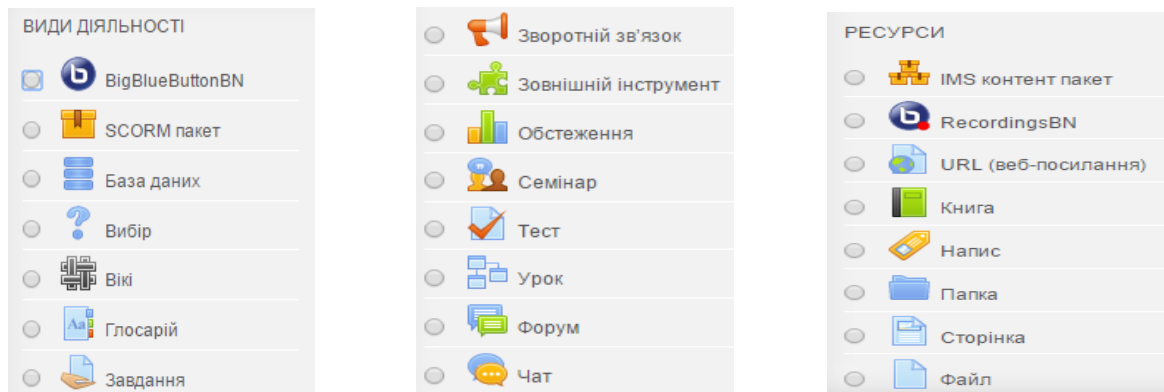 ВИДИ ДІЯЛЬНОСТІ
BigBlueButtonBN
SCORM пакет
База даних
Вибір
Вікі
Глосарій
Завдання
Зворотній зв'язок
Зовнішній інструмент
Обстеження
Семінар
Тест
Урок
Форум
Чат
РЕСУРСИ
IMS контент пакет
RecordingsBN
URL (веб-посилання)
Книга
Напис
Папка
Сторінка
Файл